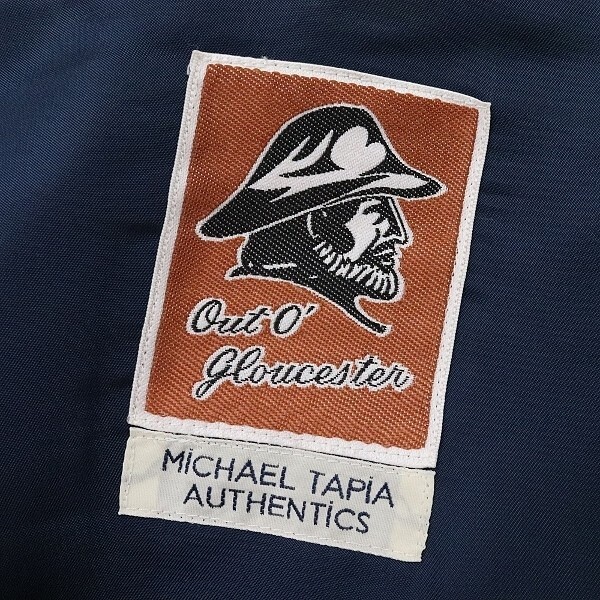 Out O'
Gloucester
MiCHAEL TAPiA
AUTHENTiCS